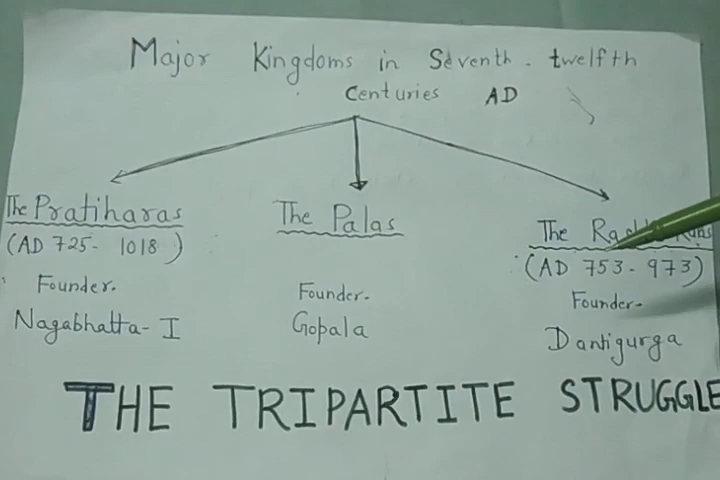 Major Kingdoms in Seventh - twelfth
Centuries AD
The Pratiharas
(AD 725 - 1018)
Founder.
Nagabhatta - I
The Palas
Founder -
Gopala
The
(AD 753 - 973)
Founder -
Dantigurga
THE TRIPARTITE STRUGGLE